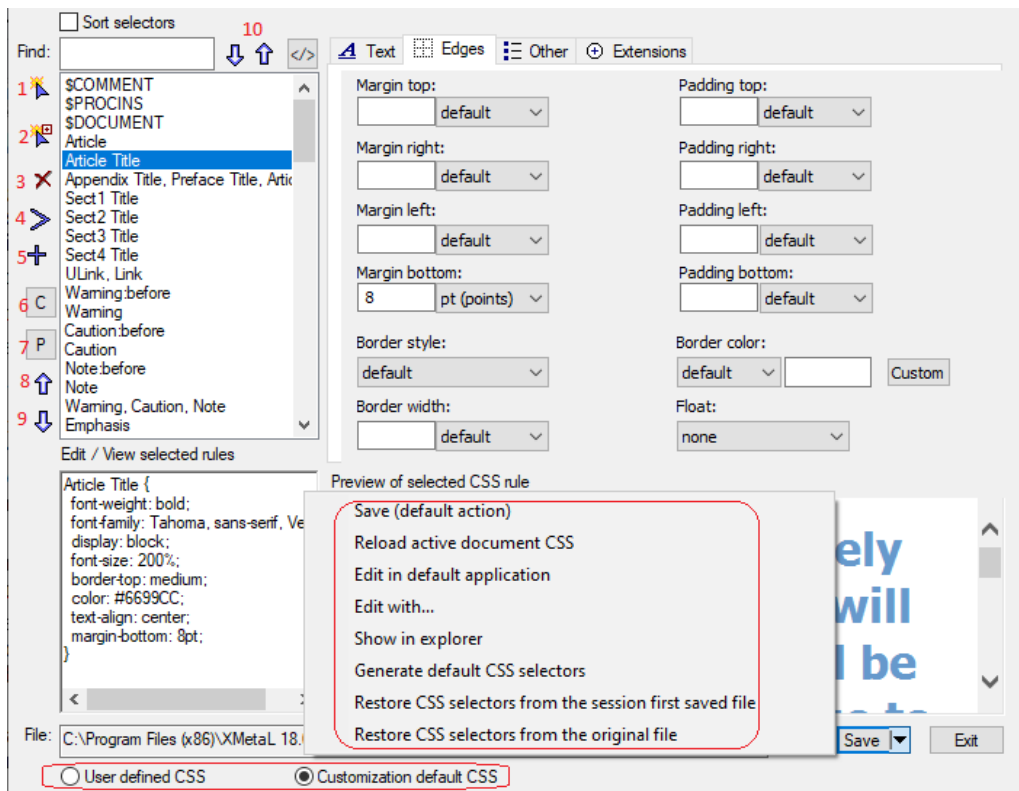 Sort selectors
10
Find:
</>
A Text
Edges
Other
Extensions
1
2
3
4
5
6 C
7 P
8
9
$COMMENT
$PROCINS
$DOCUMENT
Article
Article Title
Appendix Title, Preface Title, Artic
Sect1 Title
Sect2 Title
Sect3 Title
Sect4 Title
ULink, Link
Warning:before
Warning
Caution:before
Caution
Note:before
Note
Warning, Caution, Note
Emphasis
Margin top:
default
Padding top:
default
Margin right:
default
Padding right:
default
Margin left:
default
Padding left:
default
Margin bottom:
8 pt (points)
Padding bottom:
default
Border style:
default
Border color:
default
Custom
Border width:
default
Float:
none
Edit / View selected rules
Article Title {
font-weight: bold;
font-family: Tahoma, sans-serif, Ve
display: block;
font-size: 200%;
border-top: medium;
color: #6699CC;
text-align: center;
margin-bottom: 8pt;
}
Preview of selected CSS rule
Save (default action)
Reload active document CSS
Edit in default application
Edit with...
Show in explorer
Generate default CSS selectors
Restore CSS selectors from the session first saved file
Restore CSS selectors from the original file
ely
will
be
File:
C:\Program Files (x86)\XMetaL 18.
Save
Exit
User defined CSS
Customization default CSS